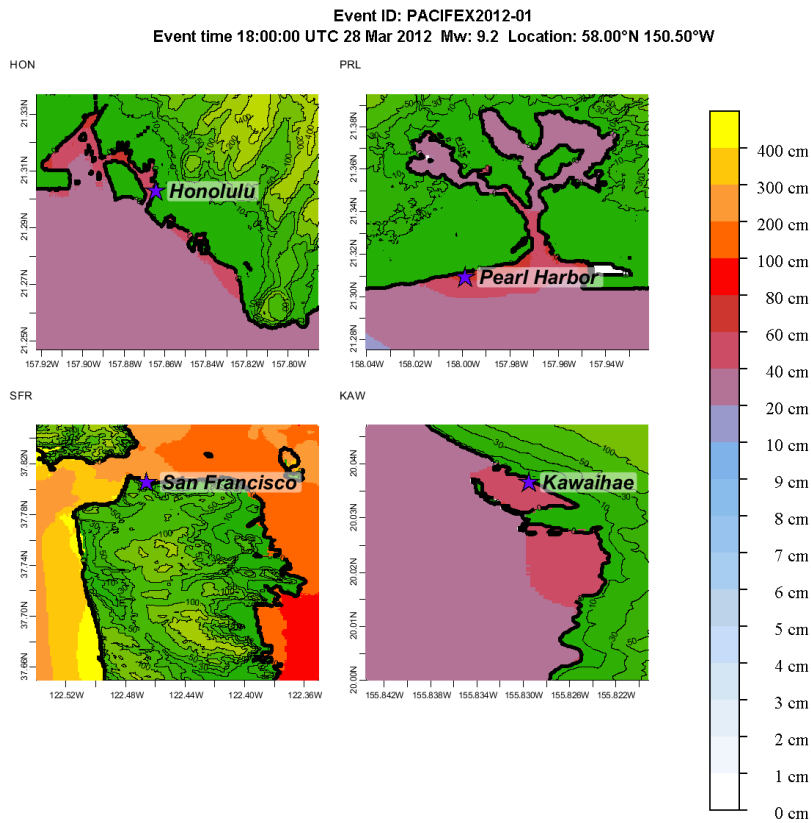 Event ID: PACIFEX2012-01
Event time 18:00:00 UTC 28 Mar 2012 Mw: 9.2 Location: 58.00°N 150.50°W
HON
21.33N
21.31N
21.29N
21.27N
21.25N
Honolulu
157.92W 157.90W 157.88W 157.86W 157.84W 157.82W 157.80W
PRL
21.38N
21.36N
21.34N
21.32N
21.30N
21.28N
Pearl Harbor
158.04W 158.02W 158.00W 157.98W 157.96W 157.94W
SFR
37.82N
37.78N
37.74N
37.70N
37.66N
San Francisco
122.52W 122.48W 122.44W 122.40W 122.36W
KAW
20.04N
20.03N
20.02N
20.01N
20.00N
Kawaihae
155.842W 155.838W 155.834W 155.830W 155.826W 155.822W
400 cm
300 cm
200 cm
100 cm
80 cm
60 cm
40 cm
20 cm
10 cm
9 cm
8 cm
7 cm
6 cm
5 cm
4 cm
3 cm
2 cm
1 cm
0 cm